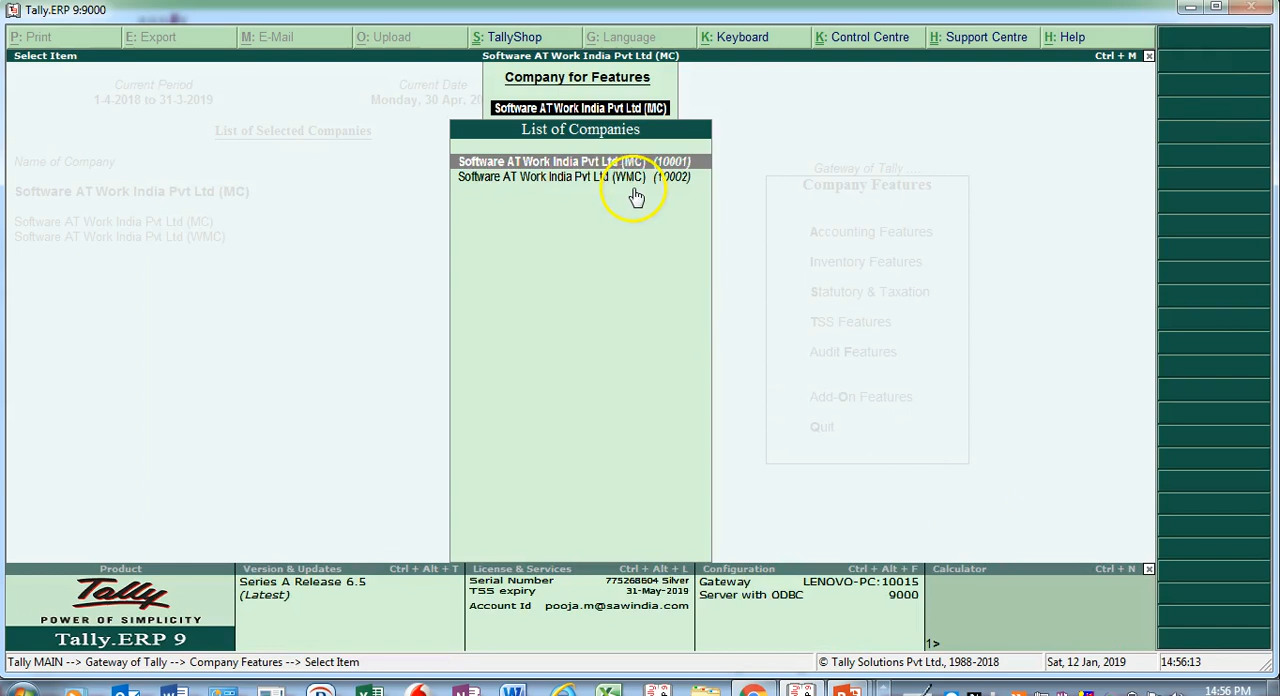 Tally.ERP 9:9000
P: Print
E: Export
M: E-Mail
O: Upload
S: TallyShop
G: Language
K: Keyboard
K: Control Centre
H: Support Centre
H: Help
Select Item
Software AT Work India Pvt Ltd (MC)
Ctrl + M
Current Period
Current Date
1-4-2018 to 31-3-2019
Monday, 30 Apr, 20
Company for Features
Software AT Work India Pvt Ltd (MC)
List of Selected Companies
List of Companies
Name of Company
Software AT Work India Pvt Ltd (MC)
Software AT Work India Pvt Ltd (MC)
Software AT Work India Pvt Ltd (WMC)
Software AT Work India Pvt Ltd (MC) (10001)
Software AT Work India Pvt Ltd (WMC) (10002)
Gateway of Tally ....
Company Features
Accounting Features
Inventory Features
Statutory & Taxation
TSS Features
Audit Features
Add-On Features
Quit
Product
Tally
POWER OF SIMPLICITY
Tally.ERP 9
Version & Updates Ctrl + Alt + T
Series A Release 6.5
(Latest)
License & Services Ctrl + Alt + L
Serial Number 775268604 Silver
TSS expiry 31-May-2019
Account Id pooja.m@sawindia.com
Configuration Ctrl + Alt + F
Gateway LENOVO-PC:10015
Server with ODBC 9000
Calculator Ctrl + N
1>
Tally MAIN --> Gateway of Tally --> Company Features --> Select Item
© Tally Solutions Pvt Ltd., 1988-2018
Sat, 12 Jan, 2019
14:56:13
14:56 PM